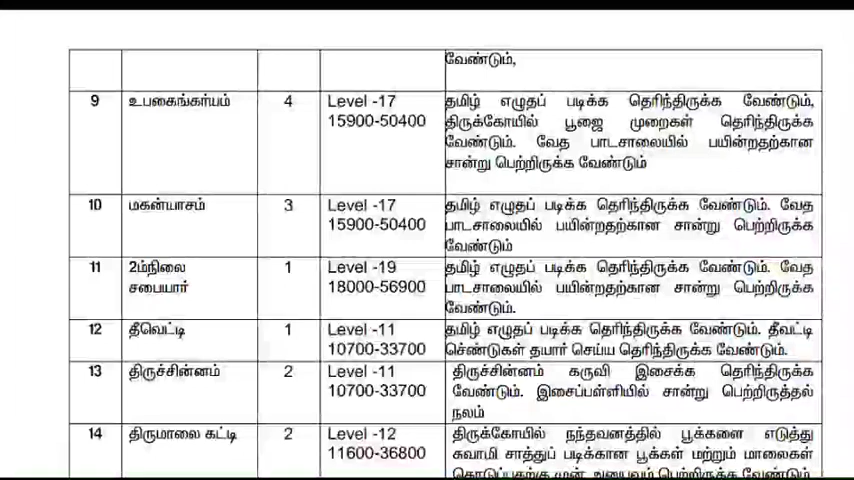 வேண்டும்,
9 உபகைங்கர்யம் 4 Level -17 தமிழ் எழுதப் படிக்க தெரிந்திருக்க வேண்டும்,
15900-50400 திருக்கோயில் பூஜை முறைகள் தெரிந்திருக்க
வேண்டும். வேத பாடசாலையில் பயின்றதற்கான
சான்று பெற்றிருக்க வேண்டும்
10 மகன்யாசம் 3 Level -17 தமிழ் எழுதப் படிக்க தெரிந்திருக்க வேண்டும். வேத
15900-50400 பாடசாலையில் பயின்றதற்கான சான்று பெற்றிருக்க
வேண்டும்
11 2ம்நிலை 1 Level -19 தமிழ் எழுதப் படிக்க தெரிந்திருக்க வேண்டும். வேத
சபையார் 18000-56900 பாடசாலையில் பயின்றதற்கான சான்று பெற்றிருக்க
வேண்டும்.
12 தீவெட்டி 1 Level -11 தமிழ் எழுதப் படிக்க தெரிந்திருக்க வேண்டும். தீவட்டி
10700-33700 செண்டுகள் தயார் செய்ய தெரிந்திருக்க வேண்டும்.
13 திருச்சின்னம் 2 Level -11 திருச்சின்னம் கருவி இசைக்க தெரிந்திருக்க
10700-33700 வேண்டும். இசைப்பள்ளியில் சான்று பெற்றிருத்தல்
நலம்
14 திருமாலை கட்டி 2 Level -12 திருக்கோயில் நந்தவனத்தில் பூக்களை எடுத்து
11600-36800 சுவாமி சாத்துப் படிக்கான பூக்கள் மற்றும் மாலைகள்
தொடுப்பதற்கு முன் அனுபவம் பெற்றிருக்க வேண்டும்.